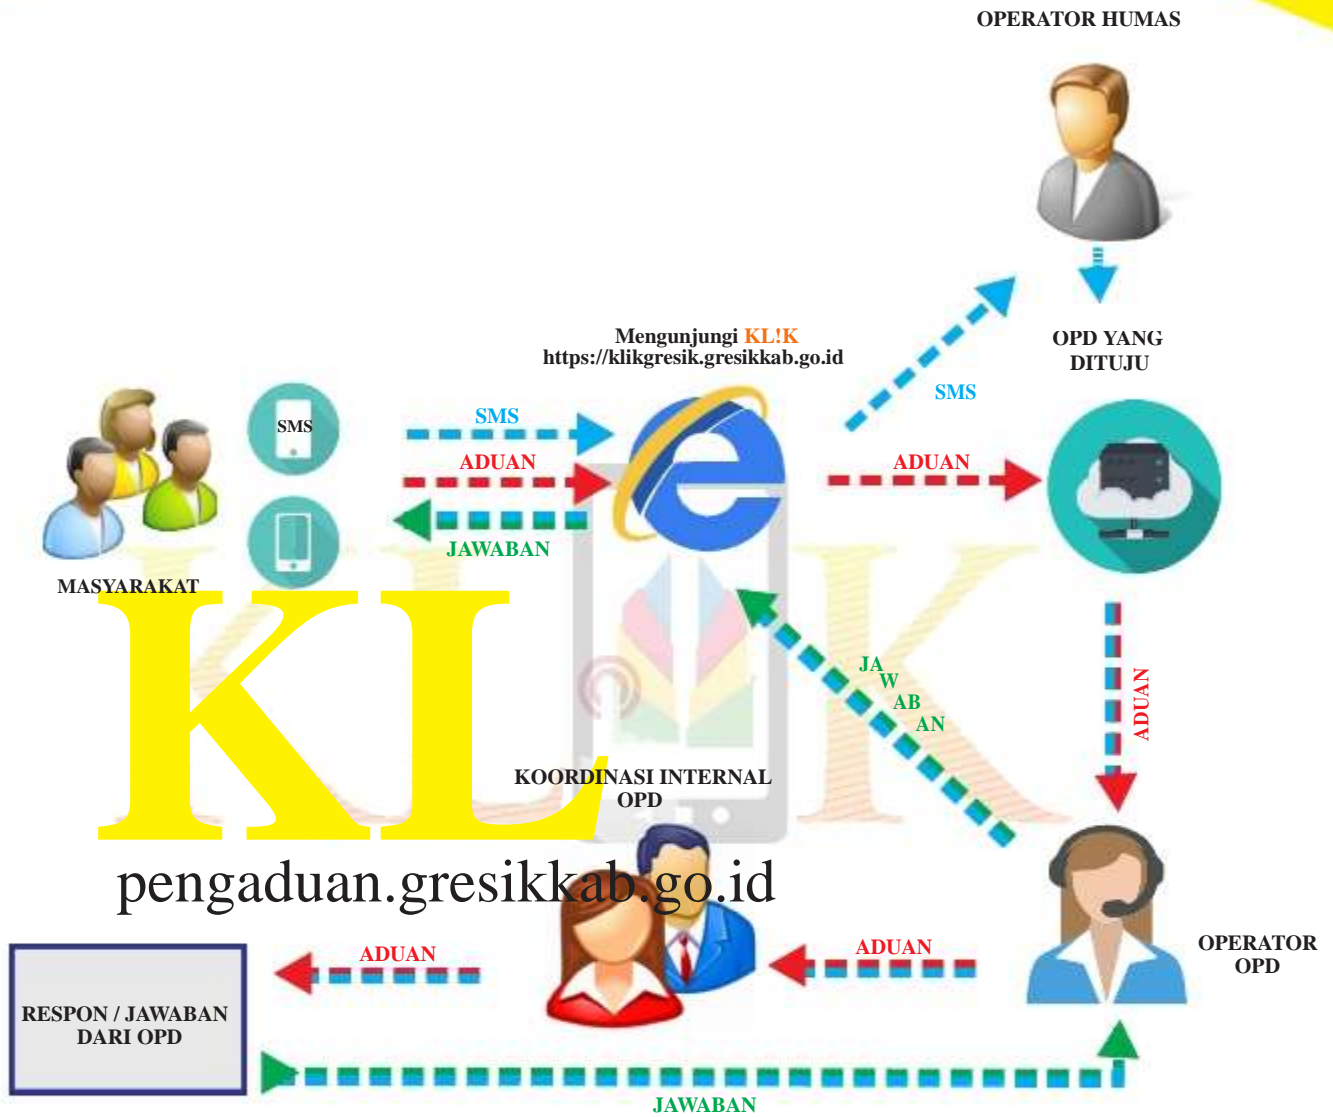 OPERATOR HUMAS
Mengunjungi KL!K
https://klikgresik.gresikkab.go.id
OPD YANG
DITUJU
SMS
SMS
SMS
ADUAN
ADUAN
JAWABAN
MASYARAKAT
KL K
JA
W
AB
AN
ADUAN
KOORDINASI INTERNAL
OPD
pengaduan.gresikkab.go.id
OPERATOR
OPD
ADUAN
ADUAN
RESPON / JAWABAN
DARI OPD
JAWABAN